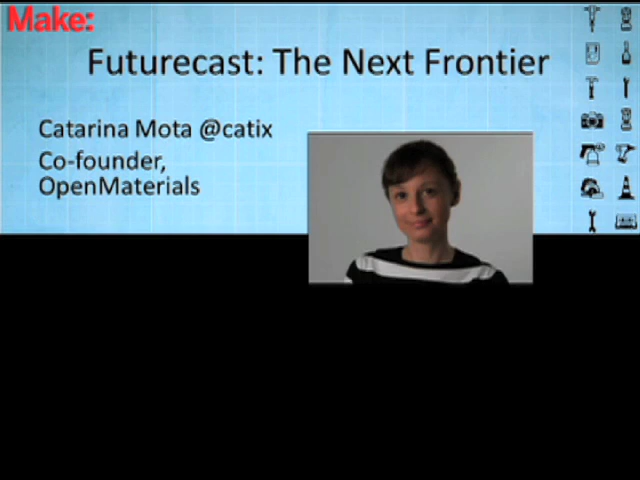 Make:
Futurecast: The Next Frontier
Catarina Mota @catix
Co-founder,
OpenMaterials